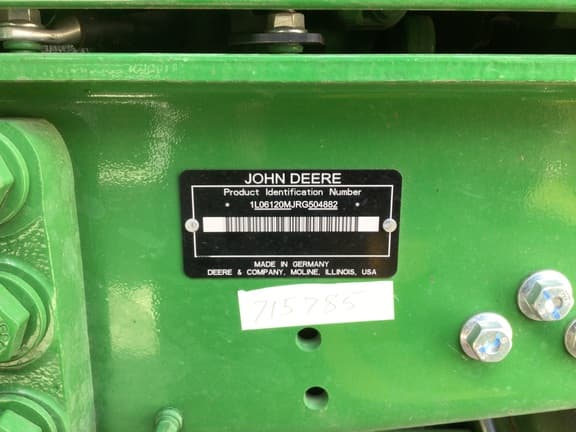 JOHN DEERE
Product Identification Number
1L06120MJRG504882
MADE IN GERMANY
DEERE & COMPANY, MOLINE, ILLINOIS, USA
715785